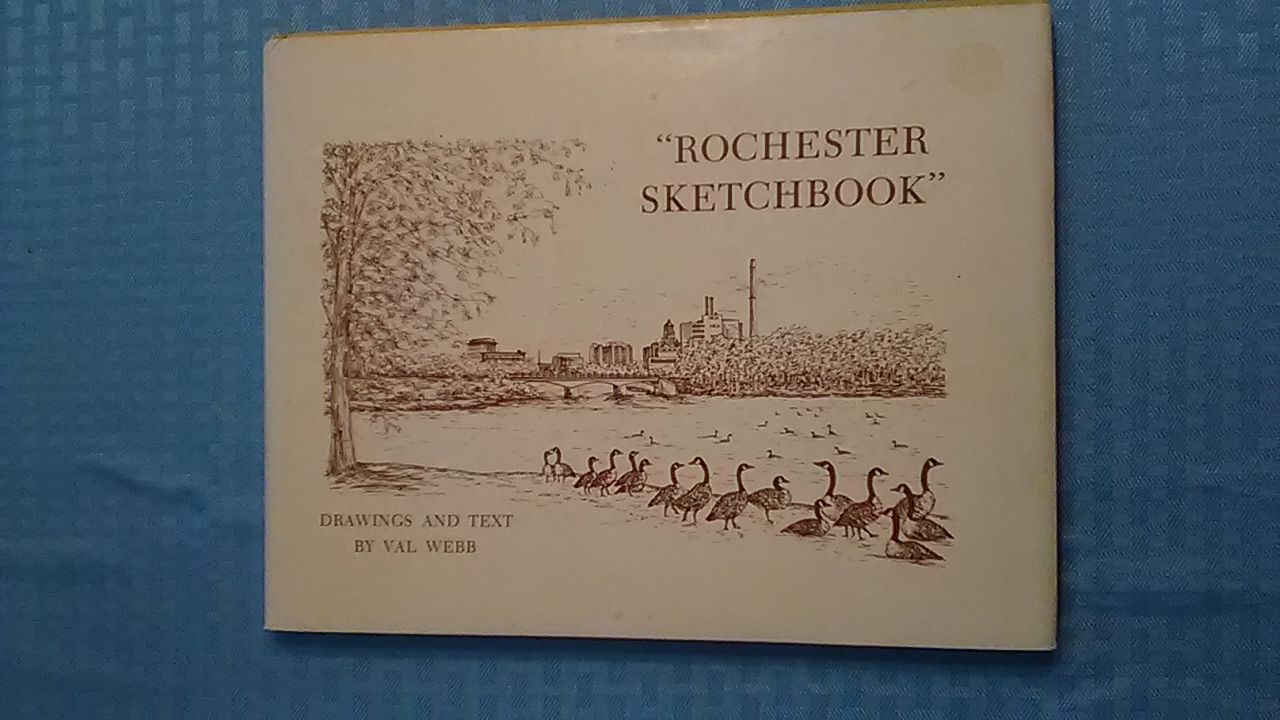 “ROCHESTER
SKETCHBOOK”
DRAWINGS AND TEXT
BY VAL WEBB